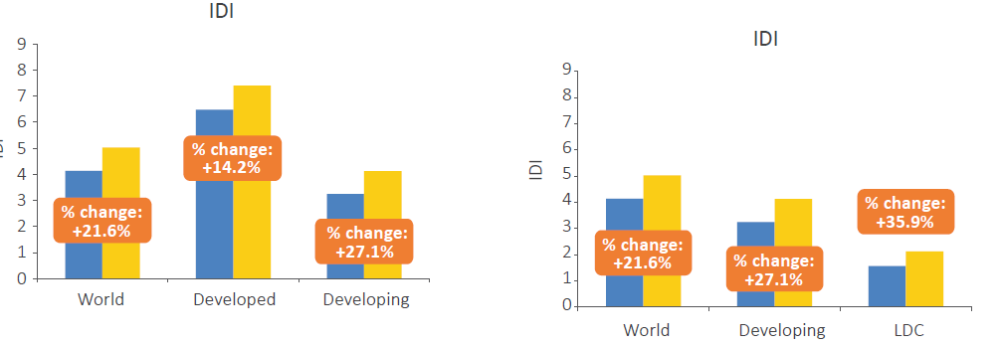 IDI
9
8
7
6
5
4
3
2
1
0
% change:
+21.6%
% change:
+14.2%
% change:
+27.1%
World
Developed
Developing
IDI
IDI
9
8
7
6
5
4
3
2
1
0
% change:
+21.6%
% change:
+27.1%
% change:
+35.9%
World
Developing
LDC